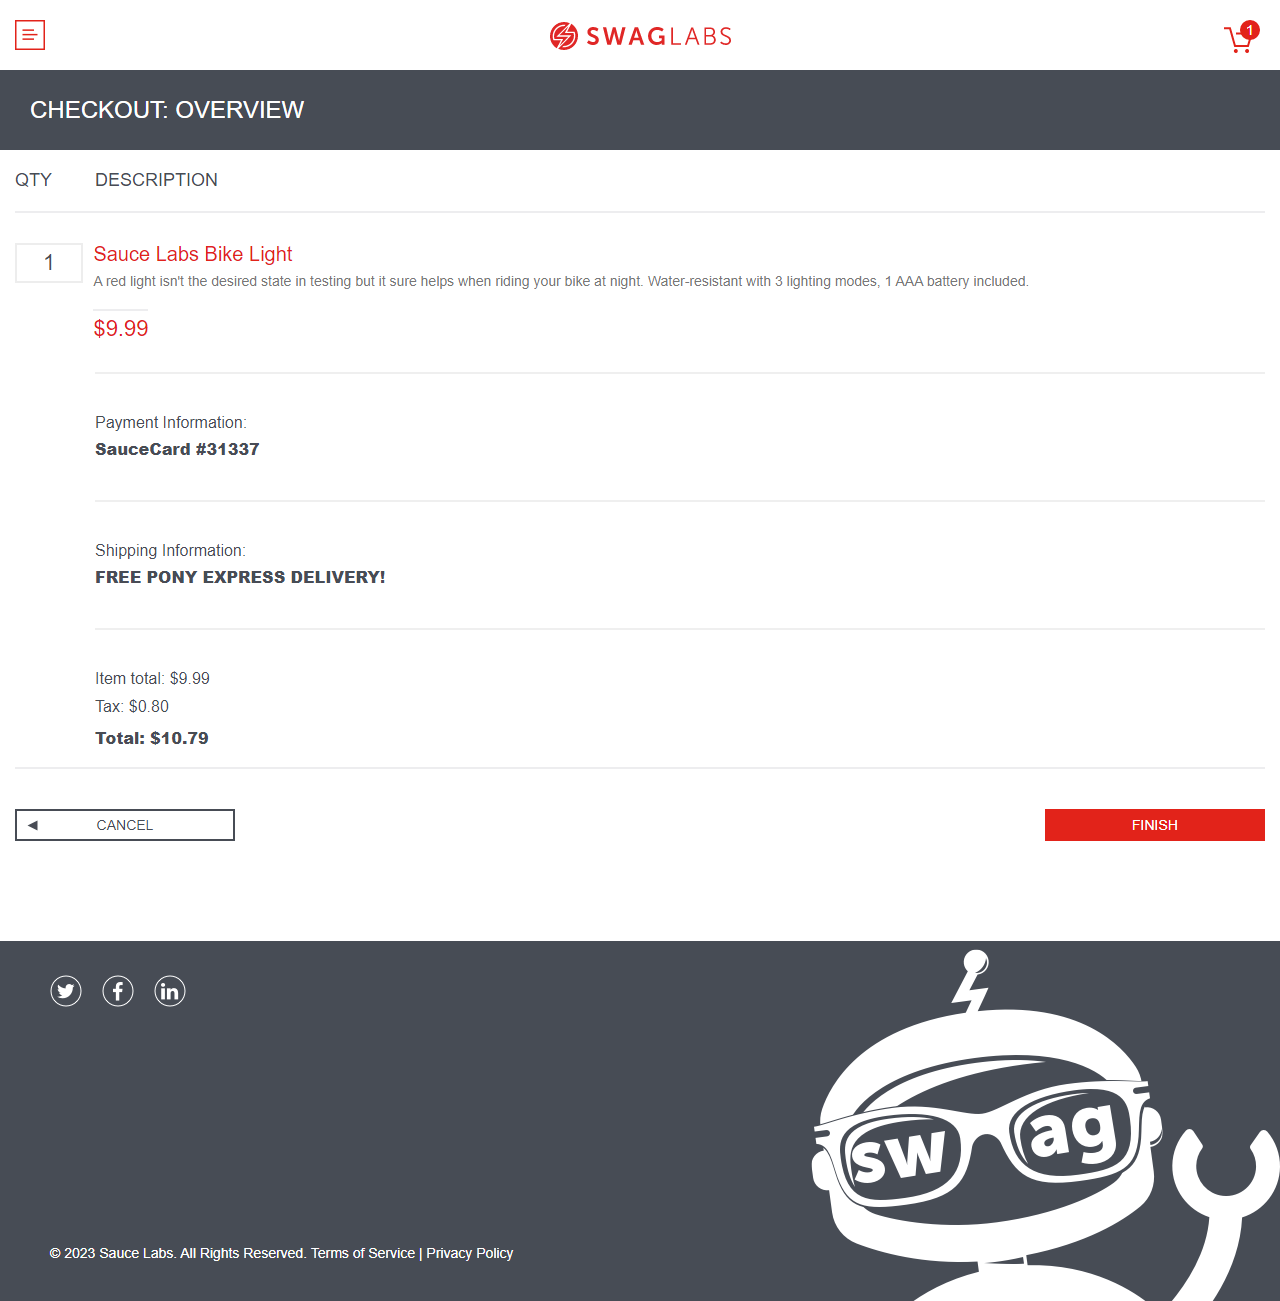 SWAGLABS
1
CHECKOUT: OVERVIEW
QTY DESCRIPTION
1
Sauce Labs Bike Light
A red light isn't the desired state in testing but it sure helps when riding your bike at night. Water-resistant with 3 lighting modes, 1 AAA battery included.
$9.99
Payment Information:
SauceCard #31337
Shipping Information:
FREE PONY EXPRESS DELIVERY!
Item total: $9.99
Tax: $0.80
Total: $10.79
CANCEL FINISH
swag
© 2023 Sauce Labs. All Rights Reserved. Terms of Service | Privacy Policy